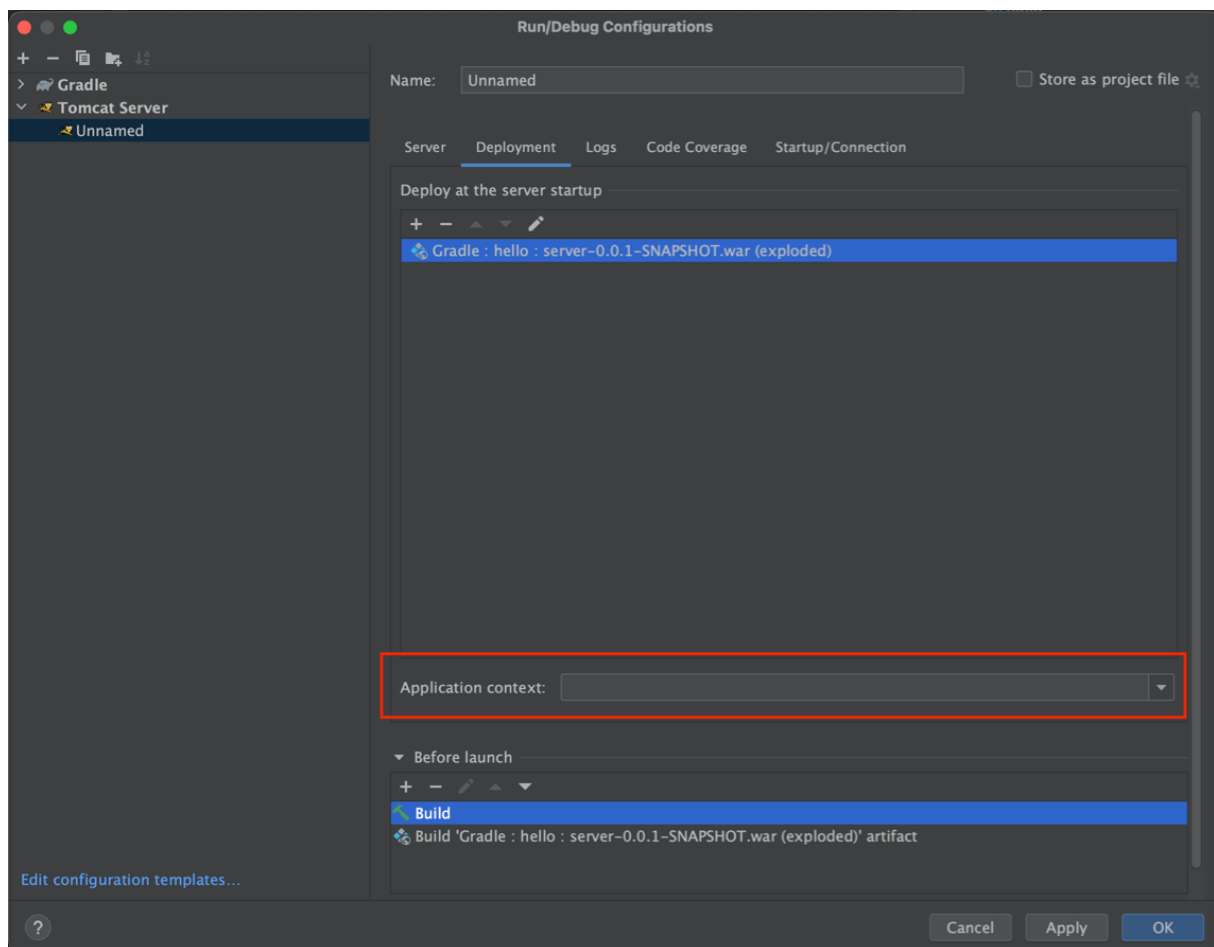 Run/Debug Configurations
Gradle
Tomcat Server
Unnamed
Edit configuration templates...
Name: Unnamed
Store as project file
Server Deployment Logs Code Coverage Startup/Connection
Deploy at the server startup
Gradle : hello : server-0.0.1-SNAPSHOT.war (exploded)
Application context:
Before launch
Build
Build 'Gradle : hello : server-0.0.1-SNAPSHOT.war (exploded)' artifact
?
Cancel Apply OK